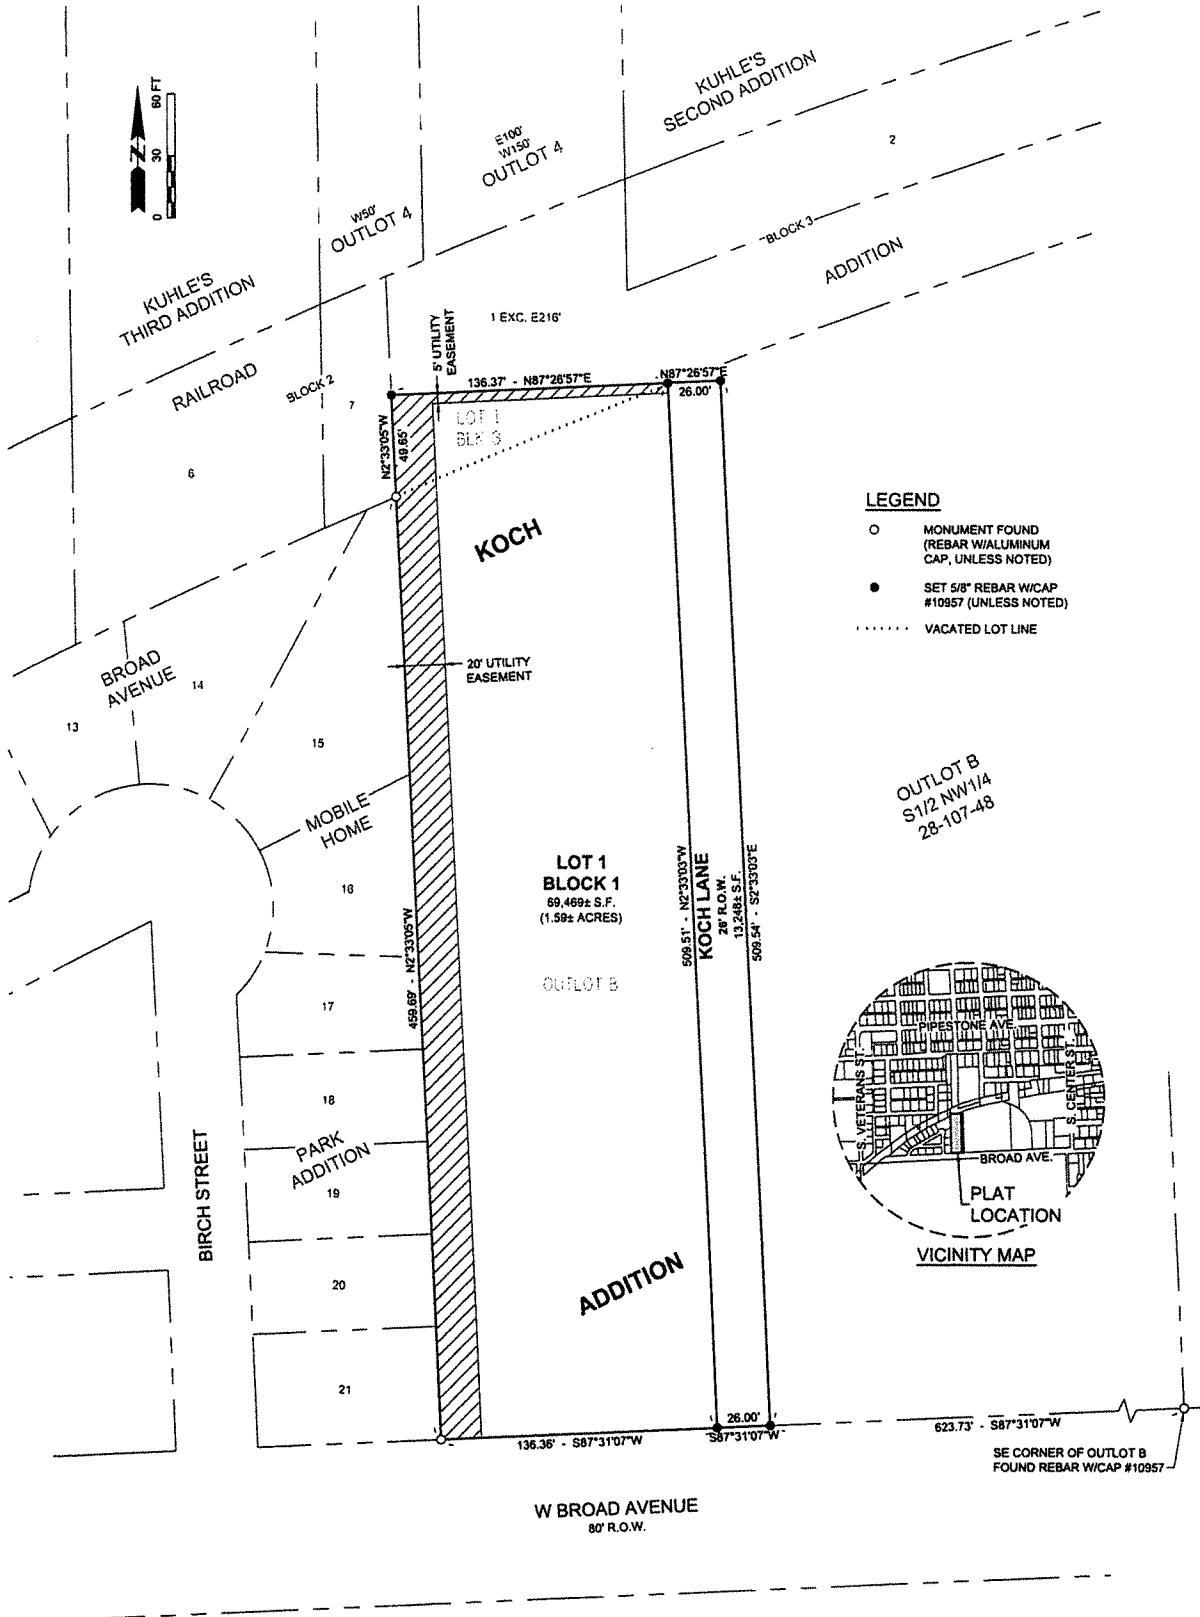 60 FT
30
0
N
KUHLE'S
SECOND ADDITION
2
E100'
W150'
OUTLOT 4
W50'
OUTLOT 4
BLOCK 3
ADDITION
KUHLE'S
THIRD ADDITION
RAILROAD
BLOCK 2
7
6
5' UTILITY
EASEMENT
1 EXC. E216'
136.37' - N87°26'57"E
N87°26'57"E
26.00'
LOT 1
BLK 3
N2°33'05"W
49.65'
KOCH
LEGEND
MONUMENT FOUND
(REBAR W/ALUMINUM
CAP, UNLESS NOTED)
SET 5/8" REBAR W/CAP
#10957 (UNLESS NOTED)
VACATED LOT LINE
BROAD
AVENUE
14
13
15
20' UTILITY
EASEMENT
OUTLOT B
S1/2 NW1/4
28-107-48
MOBILE
HOME
16
LOT 1
BLOCK 1
69,469± S.F.
(1.59± ACRES)
509.51' - N2°33'03"W
KOCH LANE
26' R.O.W.
13,248± S.F.
509.54' - S2°33'03"E
459.69' - N2°33'05"W
OUTLOT B
17
18
PARK
ADDITION
19
20
21
BIRCH STREET
PIPESTONE AVE.
S. VETERANS ST.
S. CENTER ST.
BROAD AVE.
PLAT
LOCATION
VICINITY MAP
ADDITION
136.36' - S87°31'07"W
26.00'
S87°31'07"W
623.73' - S87°31'07"W
SE CORNER OF OUTLOT B
FOUND REBAR W/CAP #10957
W BROAD AVENUE
80' R.O.W.